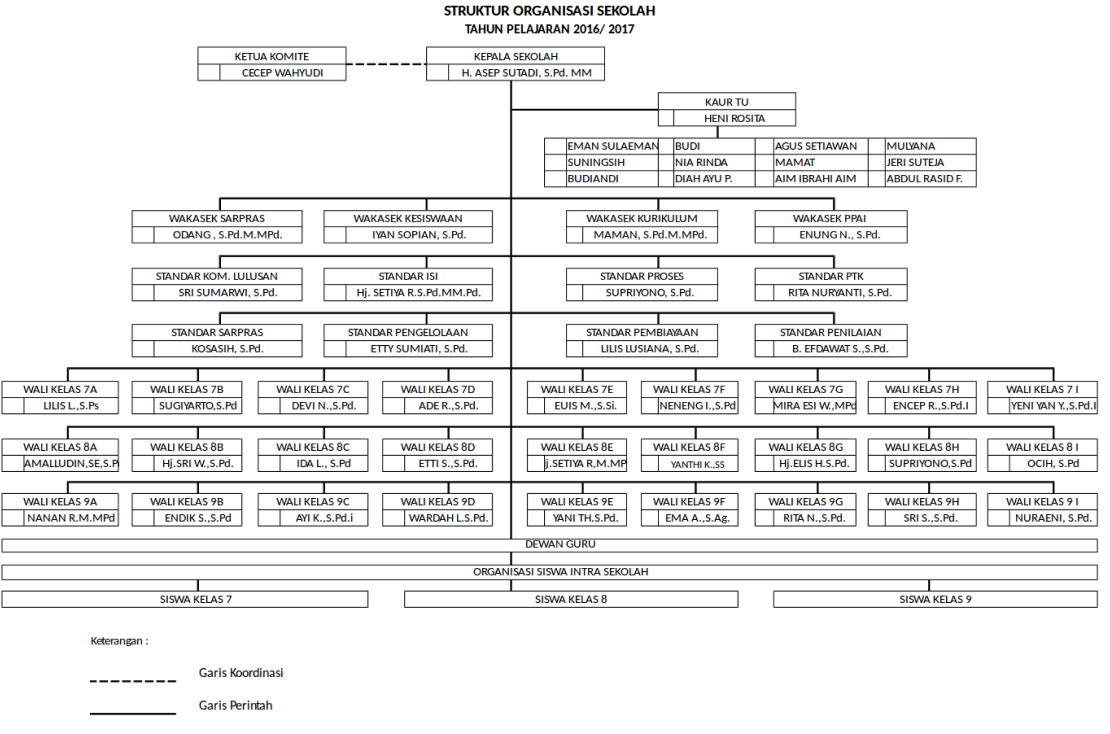 STRUKTUR ORGANISASI SEKOLAH
TAHUN PELAJARAN 2016/ 2017
KETUA KOMITE KEPALA SEKOLAH
CECEP WAHYUDI H. ASEP SUTADI, S.Pd. MM
KAUR TU
HENI ROSITA
EMAN SULAEMAN BUDI AGUS SETIAWAN MULYANA
SUNINGSIH NIA RINDA MAMAT JERI SUTEJA
BUDIANDI DIAH AYU P. AIM IBRAHI AIM ABDUL RASID F.
WAKASEK SARPRAS WAKASEK KESISWAAN WAKASEK KURIKULUM WAKASEK PPAI
ODANG , S.Pd.M.MPd. IYAN SOPIAN, S.Pd. MAMAN, S.Pd.M.MPd. ENUNG N., S.Pd.
STANDAR KOM. LULUSAN STANDAR ISI STANDAR PROSES STANDAR PTK
SRI SUMARWI, S.Pd. Hj. SETIYA R.S.Pd.MM.Pd. SUPRIYONO, S.Pd. RITA NURYANTI, S.Pd.
STANDAR SARPRAS STANDAR PENGELOLAAN STANDAR PEMBIAYAAN STANDAR PENILAIAN
KOSASIH, S.Pd. ETTY SUMIATI, S.Pd. LILIS LUSIANA, S.Pd. B. EFDAWAT S.,S.Pd.
WALI KELAS 7A WALI KELAS 7B WALI KELAS 7C WALI KELAS 7D WALI KELAS 7E WALI KELAS 7F WALI KELAS 7G WALI KELAS 7H WALI KELAS 7 I
LILIS L.,S.Ps SUGIYARTO,S.Pd DEVI N.,S.Pd. ADE R.,S.Pd. EUIS M.,S.Si. NENENG I.,S.Pd MIRA ESI W.,MPd ENCEP R.,S.Pd.I YENI YAN Y.,S.Pd.I
WALI KELAS 8A WALI KELAS 8B WALI KELAS 8C WALI KELAS 8D WALI KELAS 8E WALI KELAS 8F WALI KELAS 8G WALI KELAS 8H WALI KELAS 8 I
AMALLUDIN,SE,S.P Hj.SRI W.,S.Pd. IDA L., S.Pd ETTI S.,S.Pd. j.SETIYA R,M.MP YANTHI K.,SS Hj.ELIS H.S.Pd. SUPRIYONO,S.Pd OCIH, S.Pd
WALI KELAS 9A WALI KELAS 9B WALI KELAS 9C WALI KELAS 9D WALI KELAS 9E WALI KELAS 9F WALI KELAS 9G WALI KELAS 9H WALI KELAS 9 I
NANAN R.M.MPd ENDIK S.,S.Pd AYI K.,S.Pd.i WARDAH L.S.Pd. YANI TH.S.Pd. EMA A.,S.Ag. RITA N.,S.Pd. SRI S.,S.Pd. NURAENI, S.Pd.
DEWAN GURU
ORGANISASI SISWA INTRA SEKOLAH
SISWA KELAS 7 SISWA KELAS 8 SISWA KELAS 9
Keterangan :
Garis Koordinasi
Garis Perintah